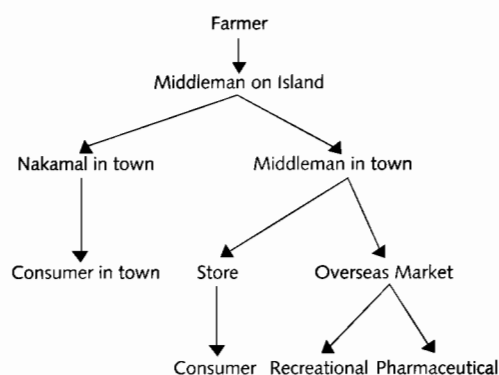 Farmer
Middleman on Island
Nakamal in town
Middleman in town
Consumer in town
Store
Overseas Market
Consumer
Recreational
Pharmaceutical